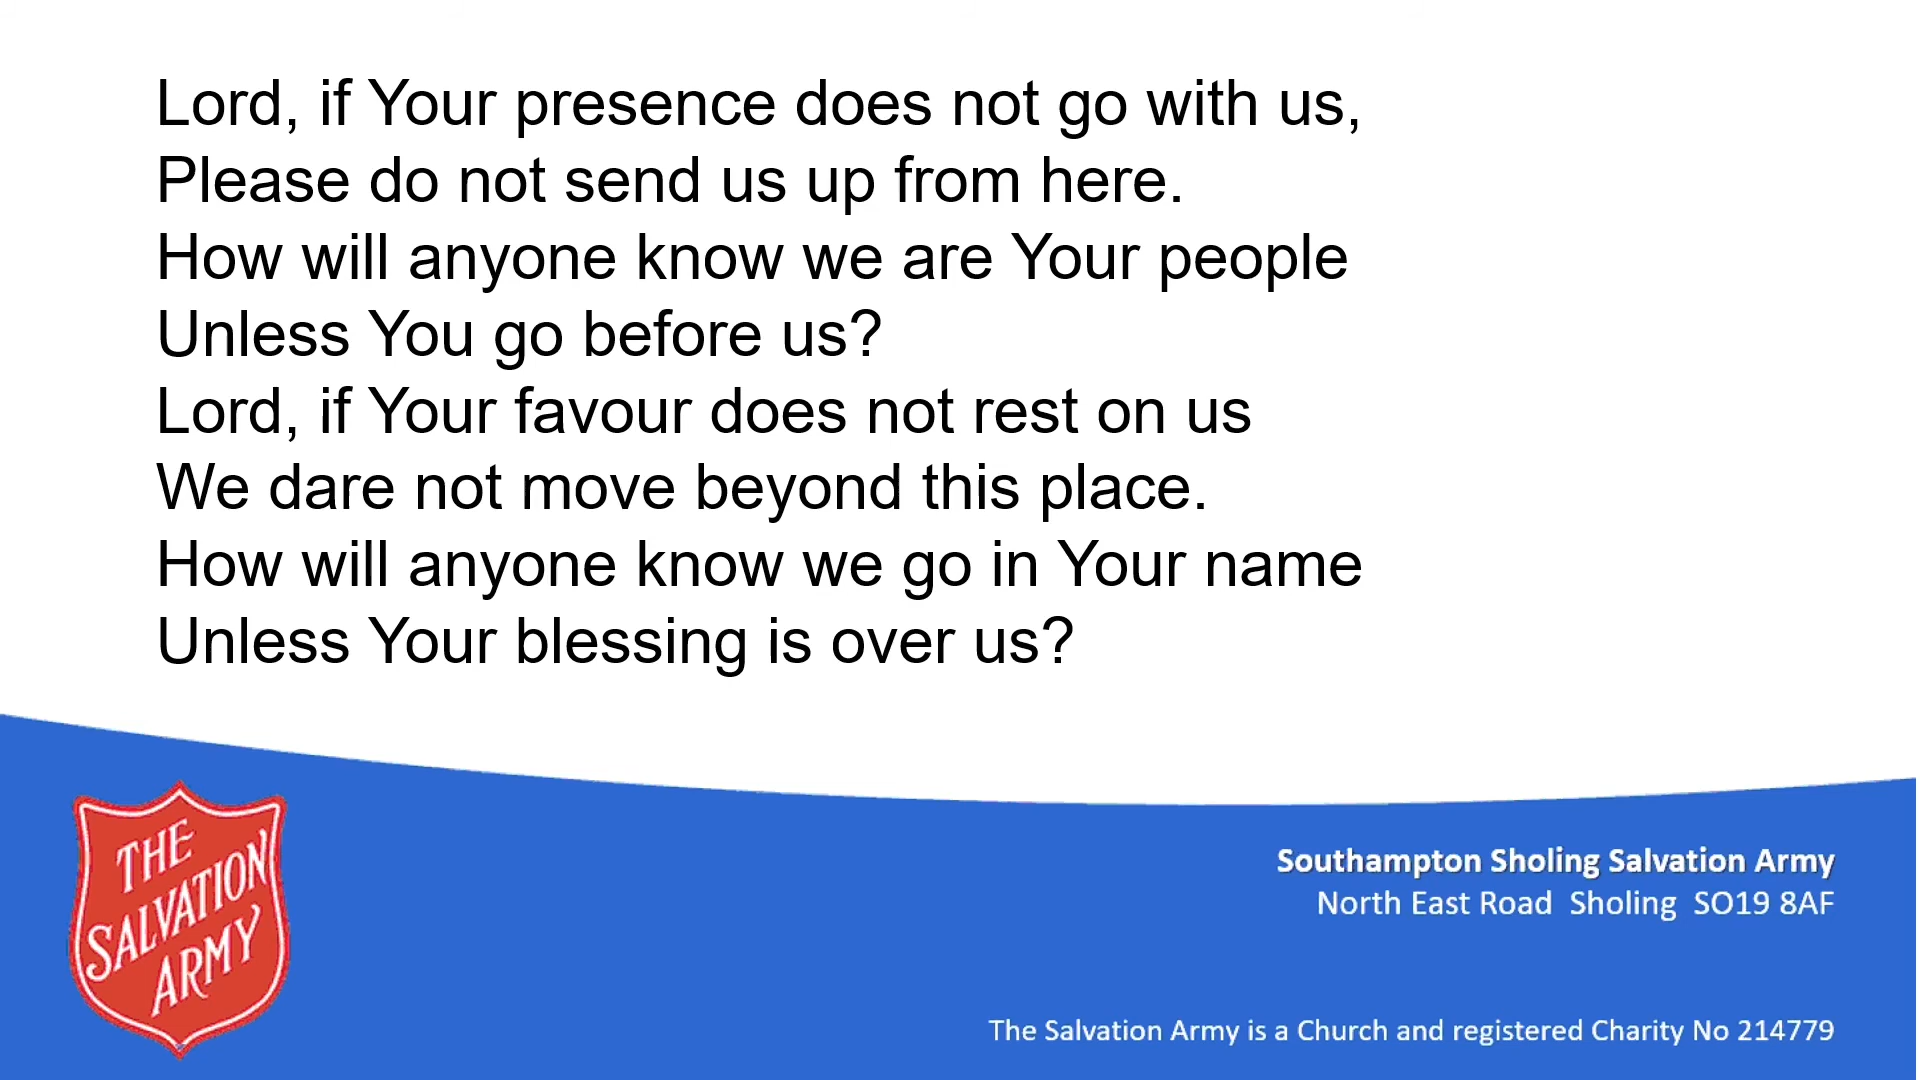 Lord, if Your presence does not go with us,
Please do not send us up from here.
How will anyone know we are Your people
Unless You go before us?
Lord, if Your favour does not rest on us
We dare not move beyond this place.
How will anyone know we go in Your name
Unless Your blessing is over us?
THE
SALVATION
ARMY
Southampton Sholing Salvation Army
North East Road  Sholing  SO19 8AF
The Salvation Army is a Church and registered Charity No 214779